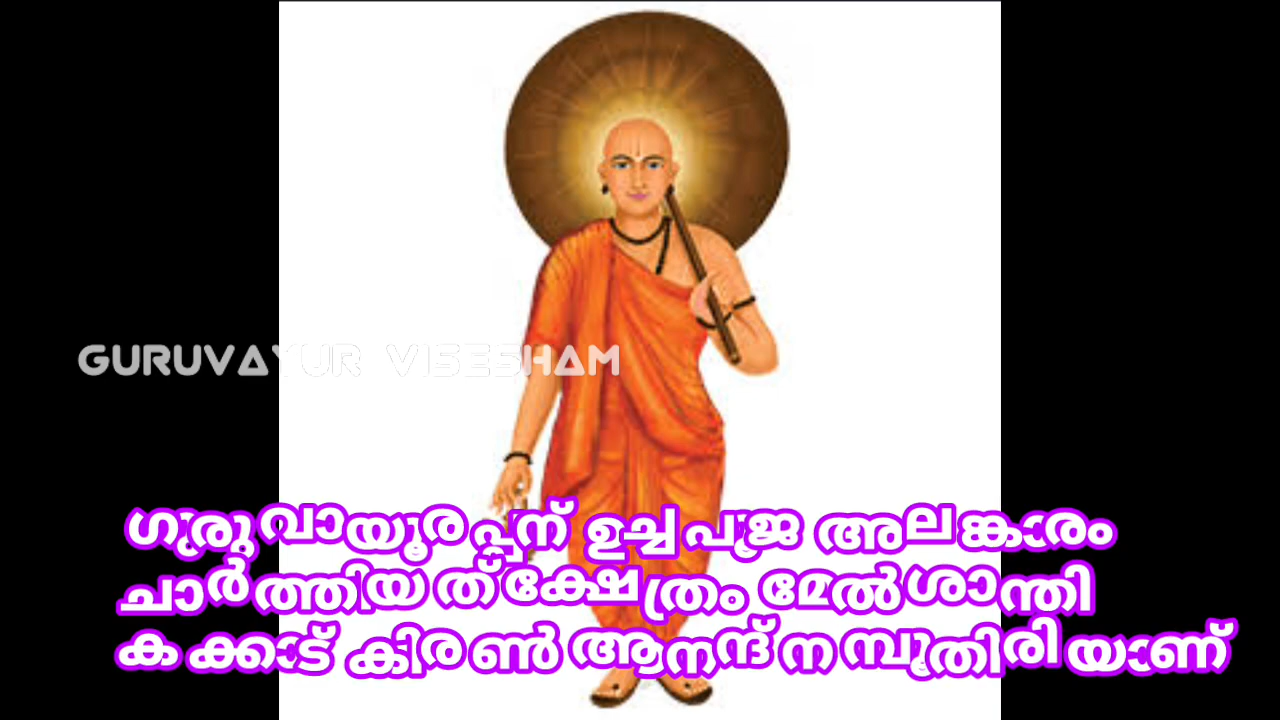 GURUVAYUR VISESHAM
ഗുരുവായൂരപ്പന് ഉച്ചപൂജ അലങ്കാരം
ചാർത്തിയത് ക്ഷേത്രം മേൽശാന്തി
കക്കാട് കിരൺ ആനന്ദ് നമ്പൂതിരിയാണ്